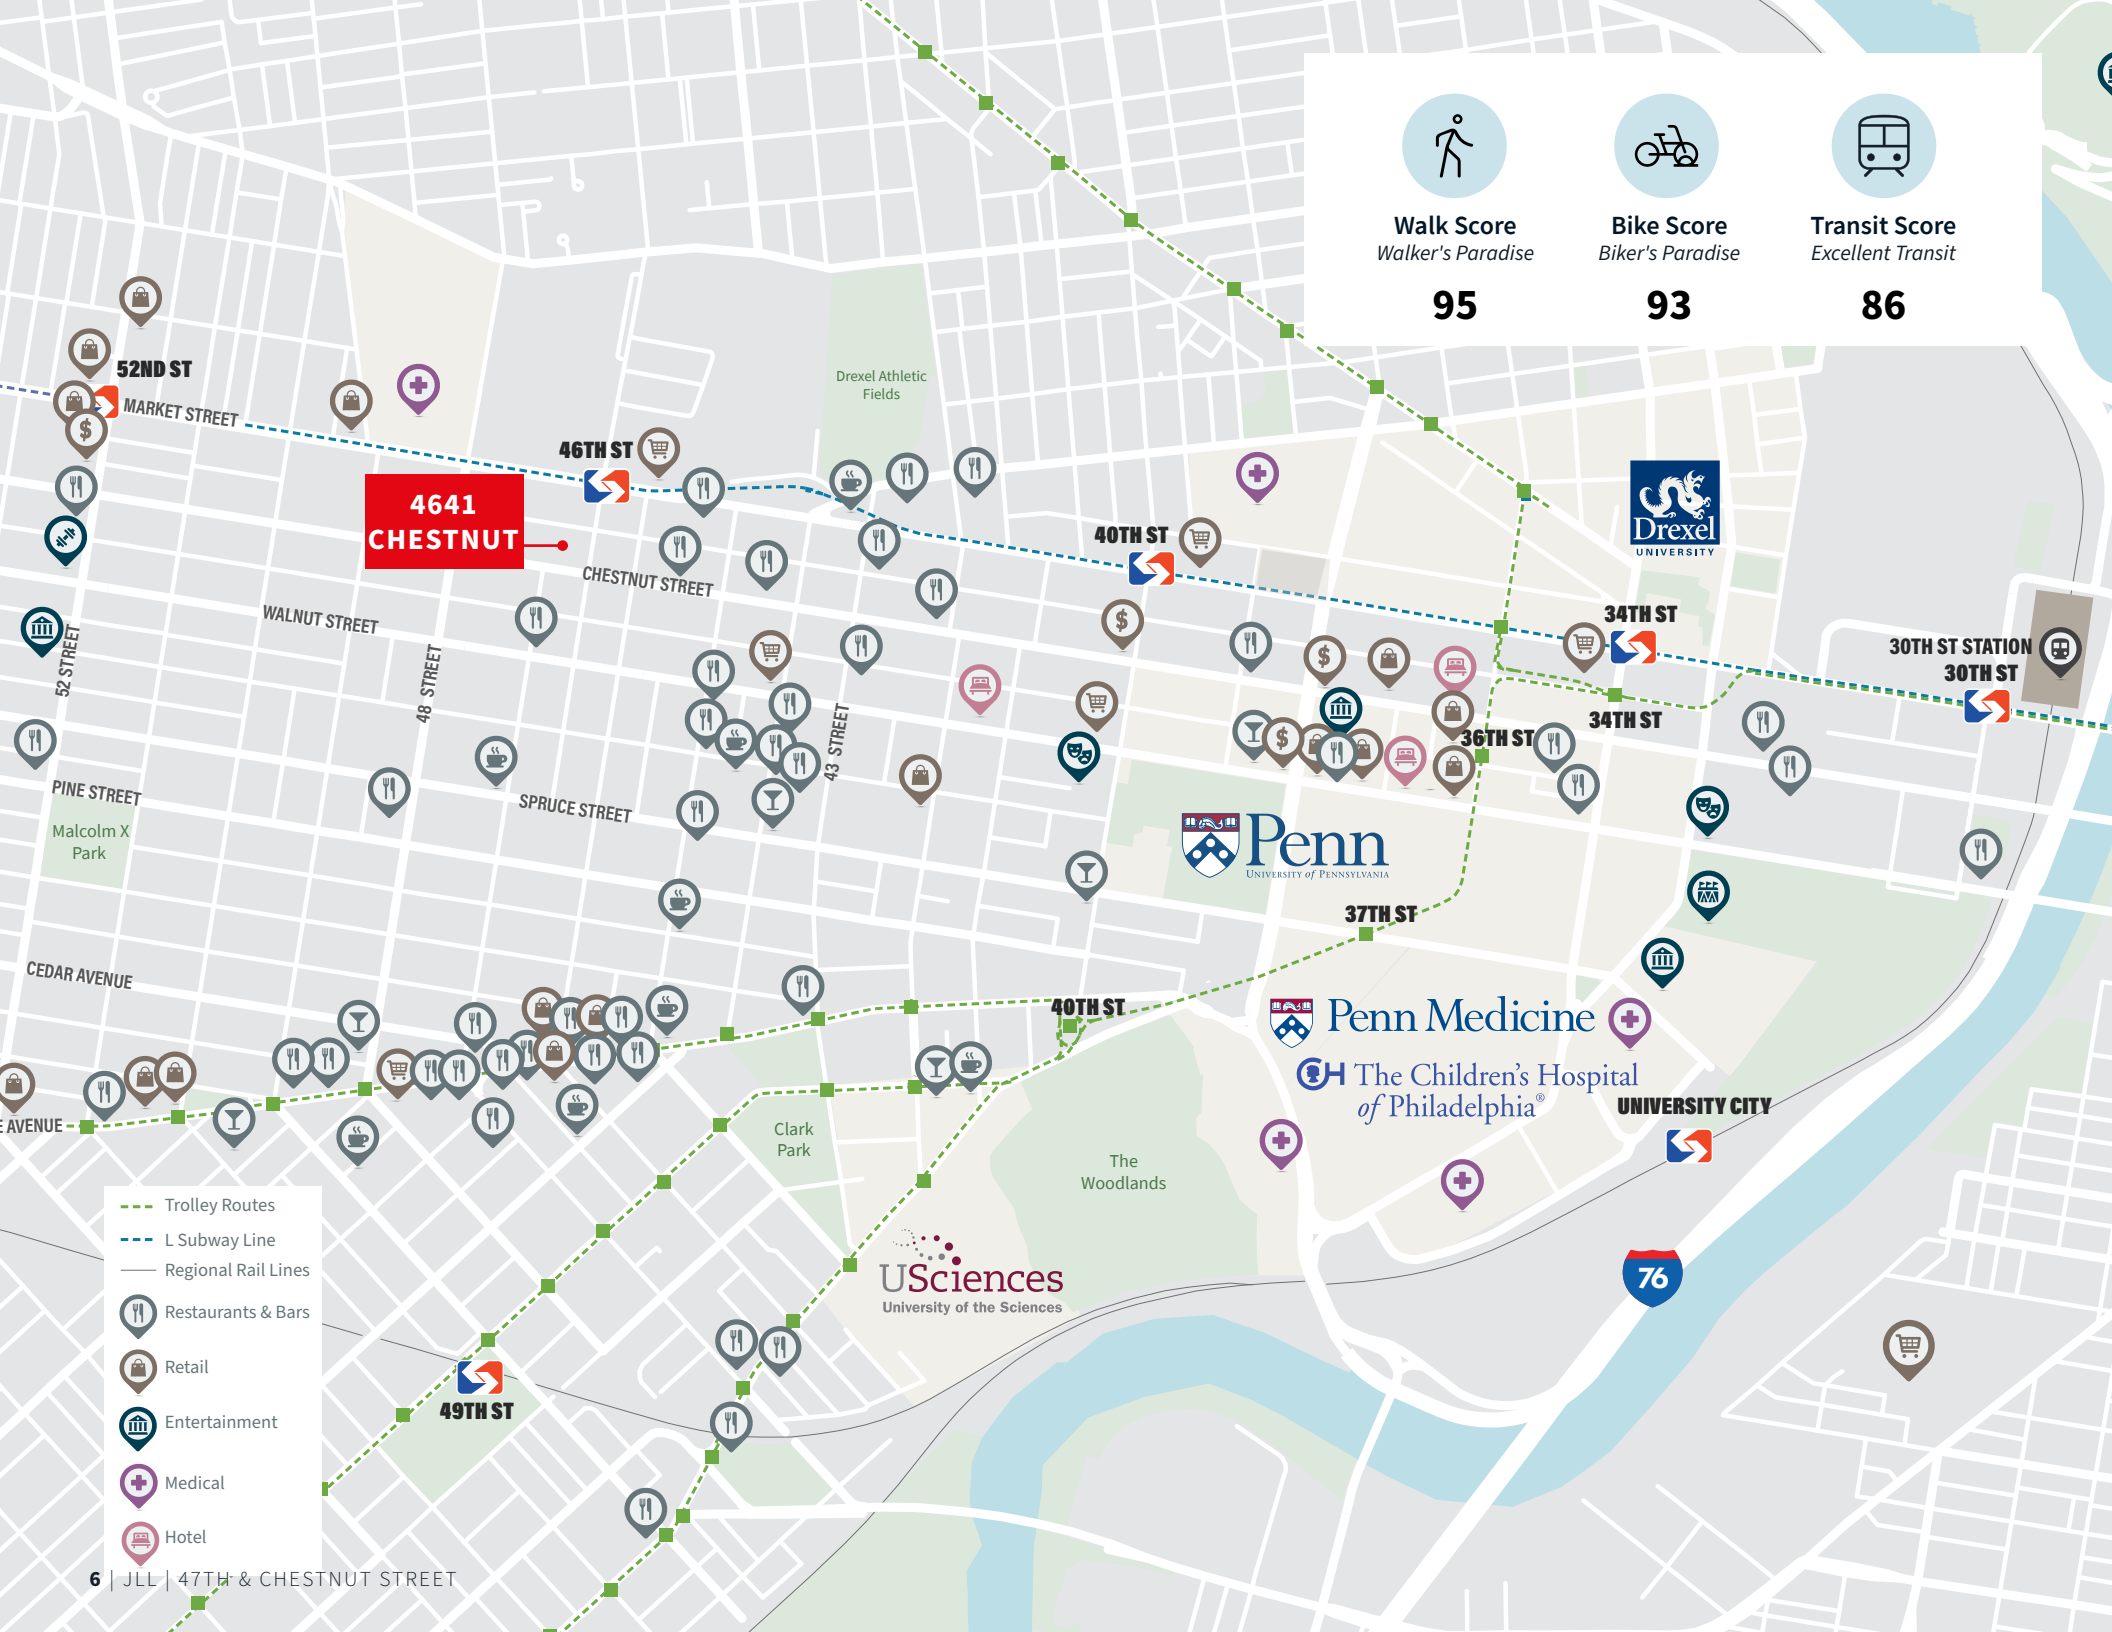 Walk Score
Walker's Paradise
95
Bike Score
Biker's Paradise
93
Transit Score
Excellent Transit
86
52ND ST
MARKET STREET
Drexel Athletic
Fields
46TH ST
4641
CHESTNUT
40TH ST
Drexel
UNIVERSITY
CHESTNUT STREET
WALNUT STREET
34TH ST
30TH ST STATION
30TH ST
52 STREET
48 STREET
43 STREET
34TH ST
36TH ST
PINE STREET
SPRUCE STREET
Malcolm X
Park
Penn
UNIVERSITY of PENNSYLVANIA
37TH ST
CEDAR AVENUE
40TH ST
Penn Medicine
CH The Children's Hospital
of Philadelphia®
UNIVERSITY CITY
E AVENUE
Clark
Park
The
Woodlands
USciences
University of the Sciences
76
49TH ST
Trolley Routes
L Subway Line
Regional Rail Lines
Restaurants & Bars
Retail
Entertainment
Medical
Hotel
6 | JLL | 47TH & CHESTNUT STREET